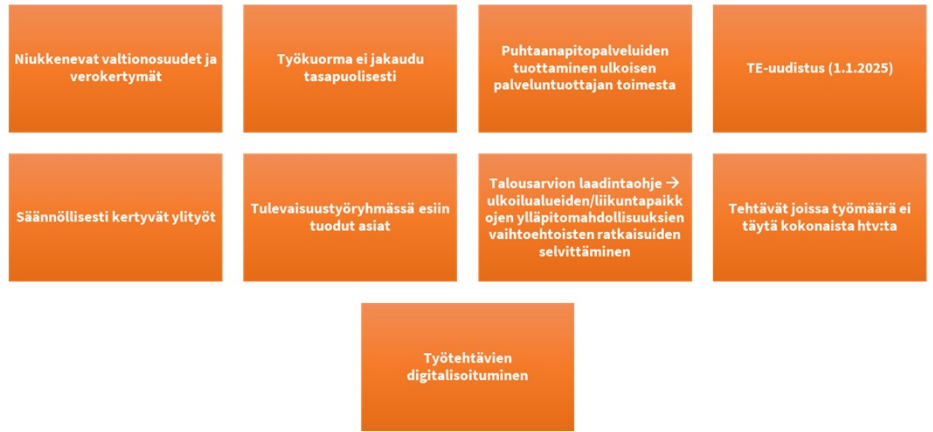 Niukkenevat valtionosuudet ja
verokertymät
Työkuorma ei jakaudu
tasapuolisesti
Puhtaanapitopalveluiden
tuottaminen ulkoisen
palveluntuottajan toimesta
TE-uudistus (1.1.2025)
Säännöllisesti kertyvät ylityöt
Tulevaisuustyöryhmässä esiin
tuodut asiat
Talousarvion laadintaohje →
ulkoilualueiden/liikuntapaikk
ojen ylläpitomahdollisuuksien
vaihtoehtoisten ratkaisuiden
selvittäminen
Tehtävät joissa työmäärä ei
täytä kokonaista htv:ta
Työtehtävien
digitalisoituminen